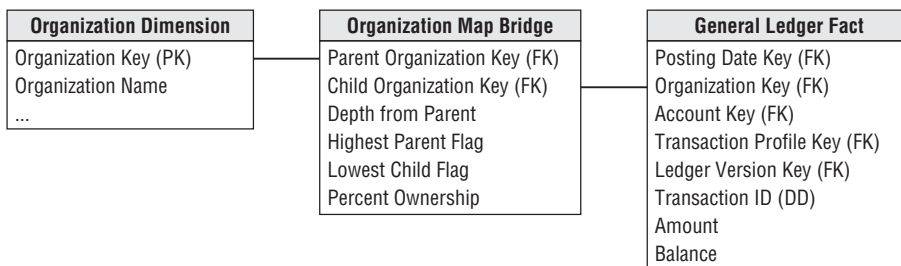 Organization Dimension
Organization Key (PK)
Organization Name
...
Organization Map Bridge
Parent Organization Key (FK)
Child Organization Key (FK)
Depth from Parent
Highest Parent Flag
Lowest Child Flag
Percent Ownership
General Ledger Fact
Posting Date Key (FK)
Organization Key (FK)
Account Key (FK)
Transaction Profile Key (FK)
Ledger Version Key (FK)
Transaction ID (DD)
Amount
Balance